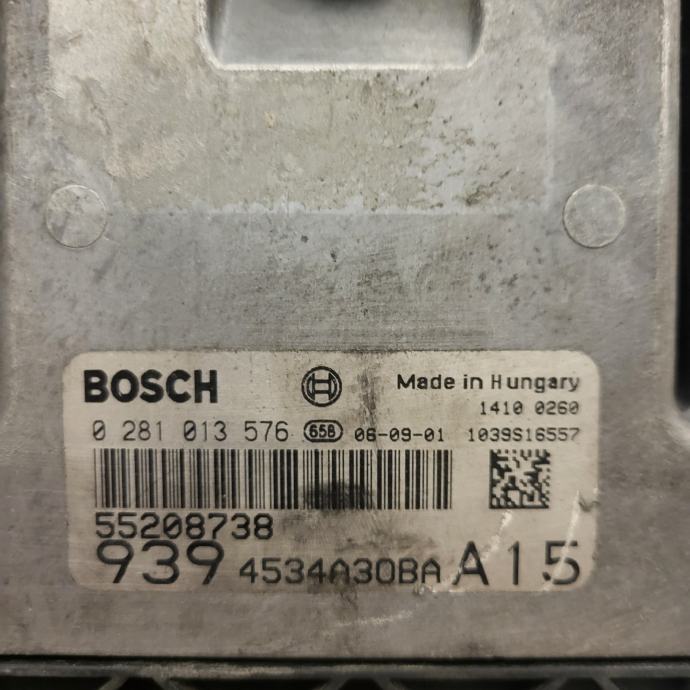 BOSCH Made in Hungary
1410 0260
0 281 013 576 658 06-09-01 1039S16557
55208738
939 4534A30BA A15